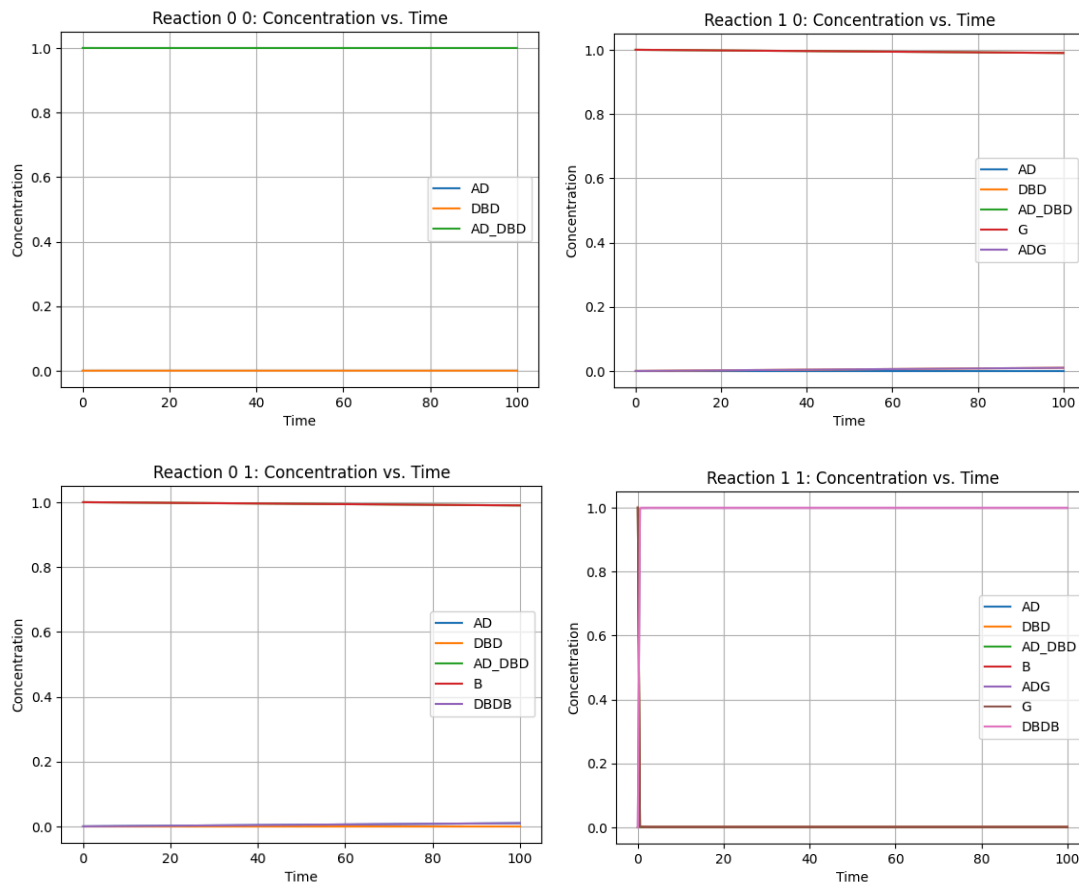 Reaction 0 0: Concentration vs. Time
1.0
0.8
0.6
0.4
0.2
0.0
Concentration
AD
DBD
AD_DBD
0 20 40 60 80 100
Time
Reaction 1 0: Concentration vs. Time
1.0
0.8
0.6
0.4
0.2
0.0
Concentration
AD
DBD
AD_DBD
G
ADG
0 20 40 60 80 100
Time
Reaction 0 1: Concentration vs. Time
1.0
0.8
0.6
0.4
0.2
0.0
Concentration
AD
DBD
AD_DBD
B
DBDB
0 20 40 60 80 100
Time
Reaction 1 1: Concentration vs. Time
1.0
0.8
0.6
0.4
0.2
0.0
Concentration
AD
DBD
AD_DBD
B
ADG
G
DBDB
0 20 40 60 80 100
Time